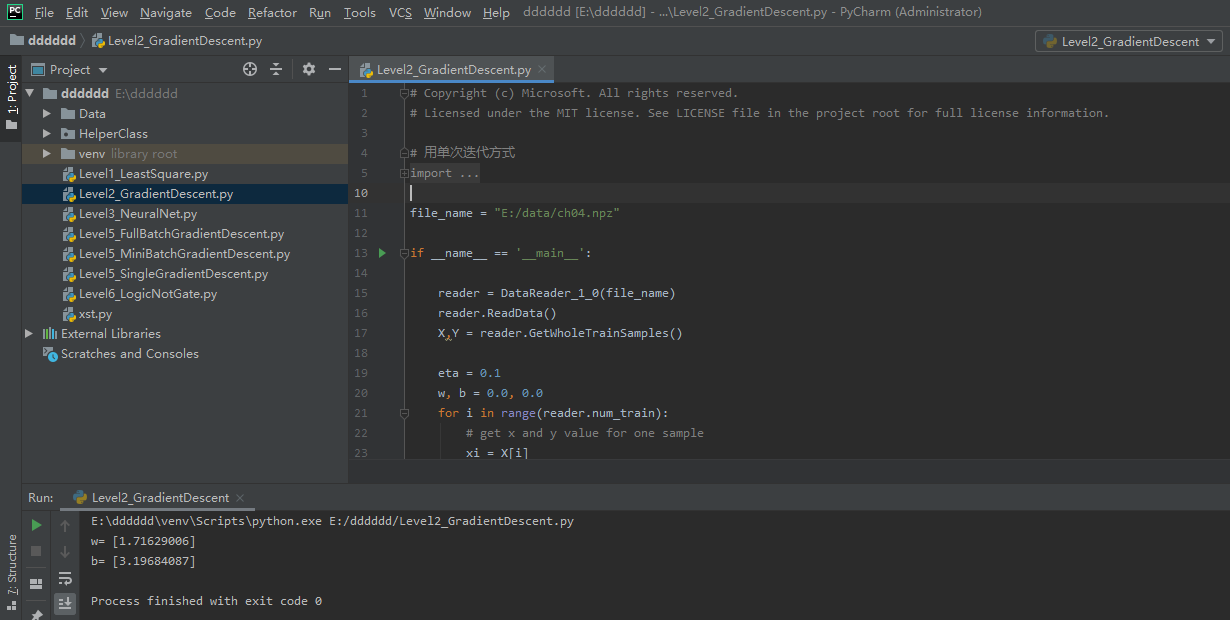 PC File Edit View Navigate Code Refactor Run Tools VCS Window Help dddddd [E:\dddddd] - ...\Level2_GradientDescent.py - PyCharm (Administrator)
dddddd Level2_GradientDescent.py Level2_GradientDescent
1: Project
Project
dddddd E:\dddddd
Data
HelperClass
venv library root
Level1_LeastSquare.py
Level2_GradientDescent.py
Level3_NeuralNet.py
Level5_FullBatchGradientDescent.py
Level5_MiniBatchGradientDescent.py
Level5_SingleGradientDescent.py
Level6_LogicNotGate.py
xst.py
External Libraries
Scratches and Consoles
Level2_GradientDescent.py
1 # Copyright (c) Microsoft. All rights reserved.
2 # Licensed under the MIT license. See LICENSE file in the project root for full license information.
3
4 # 用单次迭代方式
5 import ...
10
11 file_name = "E:/data/ch04.npz"
12
13 if __name__ == '__main__':
14
15 reader = DataReader_1_0(file_name)
16 reader.ReadData()
17 X,Y = reader.GetWholeTrainSamples()
18
19 eta = 0.1
20 w, b = 0.0, 0.0
21 for i in range(reader.num_train):
22 # get x and y value for one sample
23 xi = X[i]
Run: Level2_GradientDescent
7: Structure
E:\dddddd\venv\Scripts\python.exe E:/dddddd/Level2_GradientDescent.py
w= [1.71629006]
b= [3.19684087]
Process finished with exit code 0